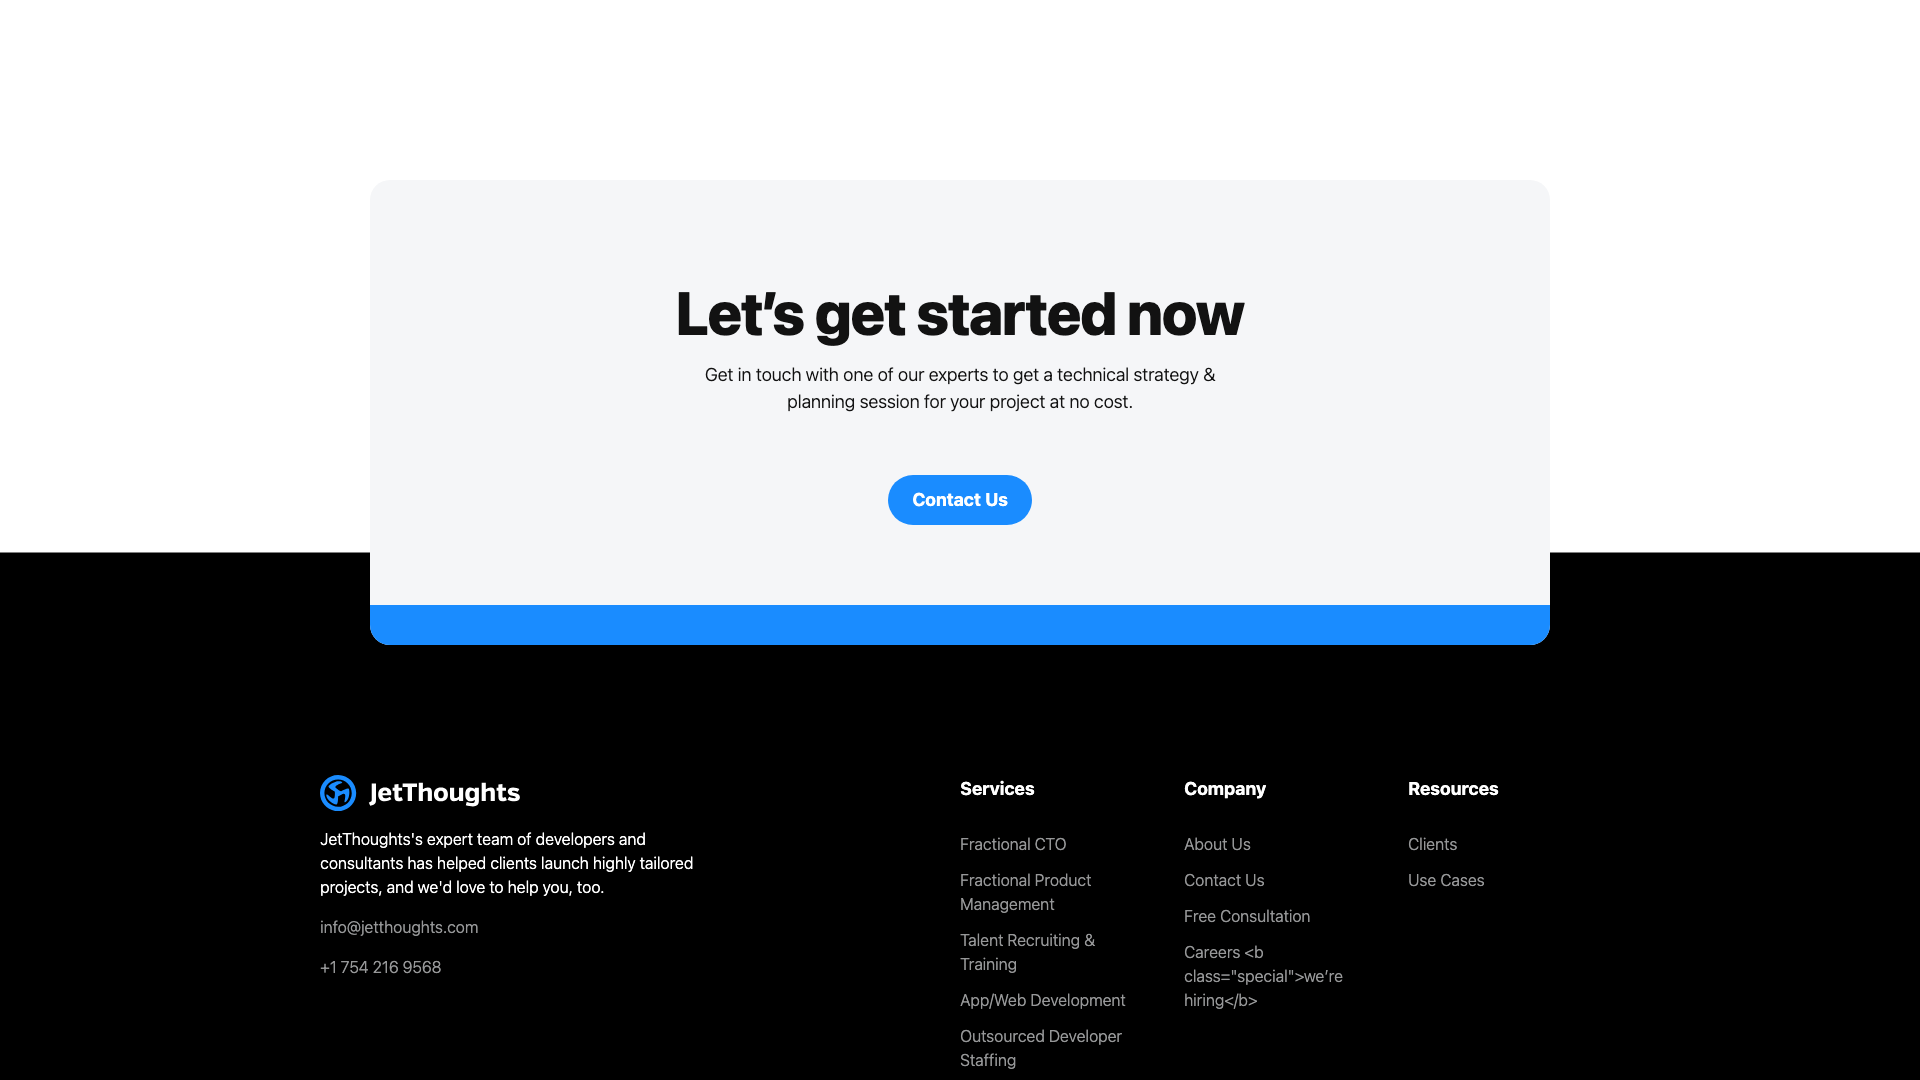 Let’s get started now
Get in touch with one of our experts to get a technical strategy &
planning session for your project at no cost.
Contact Us
JetThoughts
JetThoughts's expert team of developers and
consultants has helped clients launch highly tailored
projects, and we'd love to help you, too.
info@jetthoughts.com
+1 754 216 9568
Services
Fractional CTO
Fractional Product
Management
Talent Recruiting &
Training
App/Web Development
Outsourced Developer
Staffing
Company
About Us
Contact Us
Free Consultation
Careers <b
class="special">we’re
hiring</b>
Resources
Clients
Use Cases